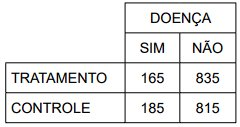 DOENÇA
SIM NÃO
TRATAMENTO 165 835
CONTROLE 185 815